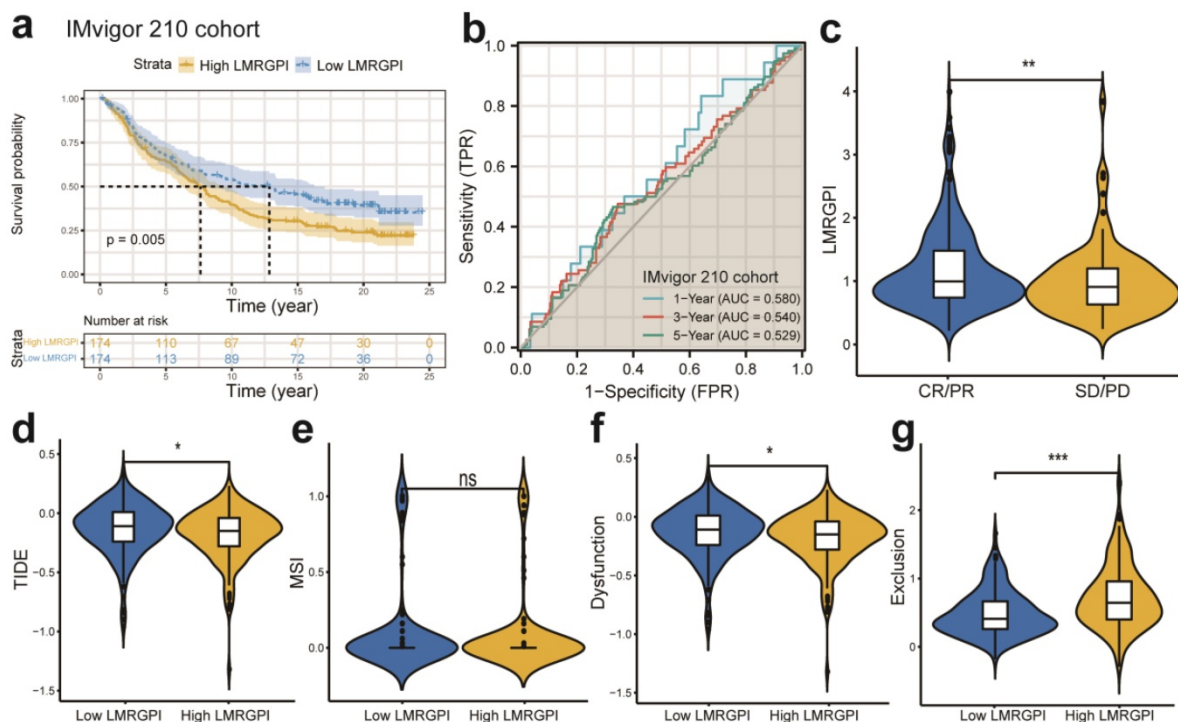 a IMvigor 210 cohort
Strata High LMRGPI Low LMRGPI
1.00
0.75
0.50
0.25
0.00
Survival probability
p = 0.005
0 5 10 15 20 25
Time (year)
Number at risk
Strata
High LMRGPI 174 110 67 47 30 0
Low LMRGPI 174 113 89 72 36 0
0 5 10 15 20 25
Time (year)
b
1.0
0.8
0.6
0.4
0.2
0.0
Sensitivity (TPR)
IMvigor 210 cohort
1-Year (AUC = 0.580)
3-Year (AUC = 0.540)
5-Year (AUC = 0.529)
0.0 0.2 0.4 0.6 0.8 1.0
1-Specificity (FPR)
c
**
4
3
2
1
0
LMRGPI
CR/PR SD/PD
d
*
0.5
-0.0
-0.5
-1.0
-1.5
TIDE
Low LMRGPI High LMRGPI
e
ns
1.0
0.5
0.0
MSI
Low LMRGPI High LMRGPI
f
*
0.5
-0.0
-0.5
-1.0
-1.5
Dysfunction
Low LMRGPI High LMRGPI
g
***
2
1
0
Exclusion
Low LMRGPI High LMRGPI